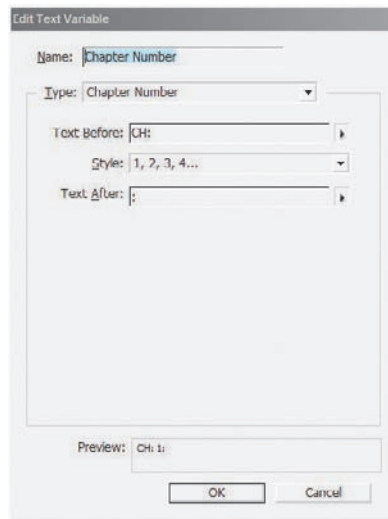 Edit Text Variable
Name: Chapter Number
Type: Chapter Number
Text Before: CH:
Style: 1, 2, 3, 4...
Text After: :
Preview: CH: 1:
OK Cancel